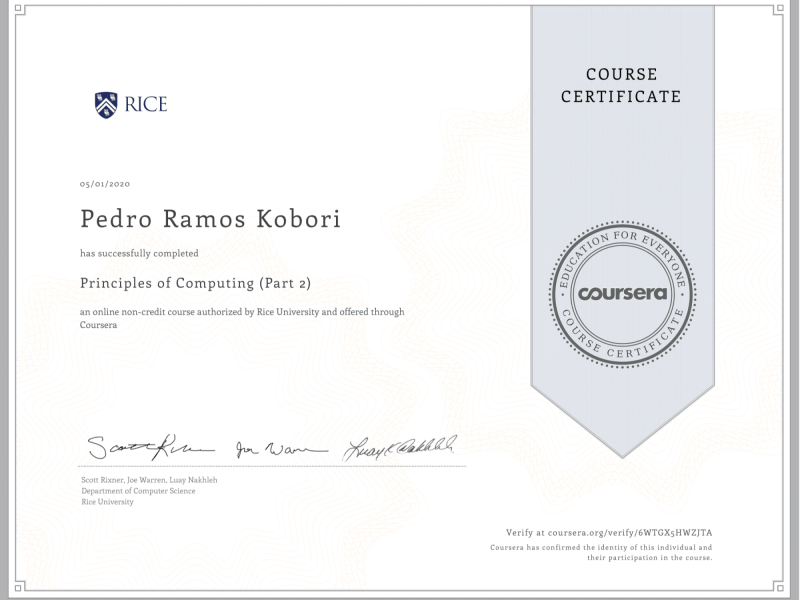 COURSE
CERTIFICATE
RICE
05/01/2020
Pedro Ramos Kobori
has successfully completed
Principles of Computing (Part 2)
an online non-credit course authorized by Rice University and offered through
Coursera
EDUCATION FOR EVERYONE
coursera
COURSE CERTIFICATE
Scott Rixner Joe Warren Luay K Nakhleh
Scott Rixner, Joe Warren, Luay Nakhleh
Department of Computer Science
Rice University
Verify at coursera.org/verify/6WTGX5HWZJTA
Coursera has confirmed the identity of this individual and
their participation in the course.